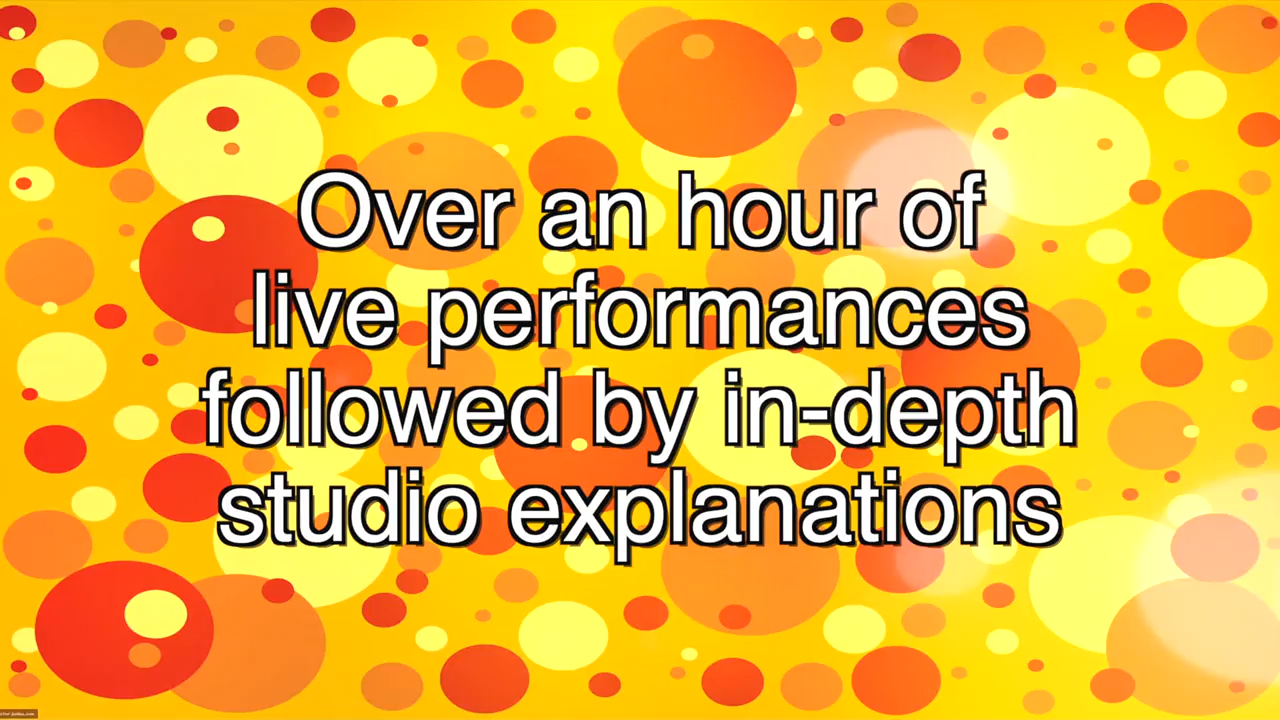 Over an hour of
live performances
followed by in-depth
studio explanations